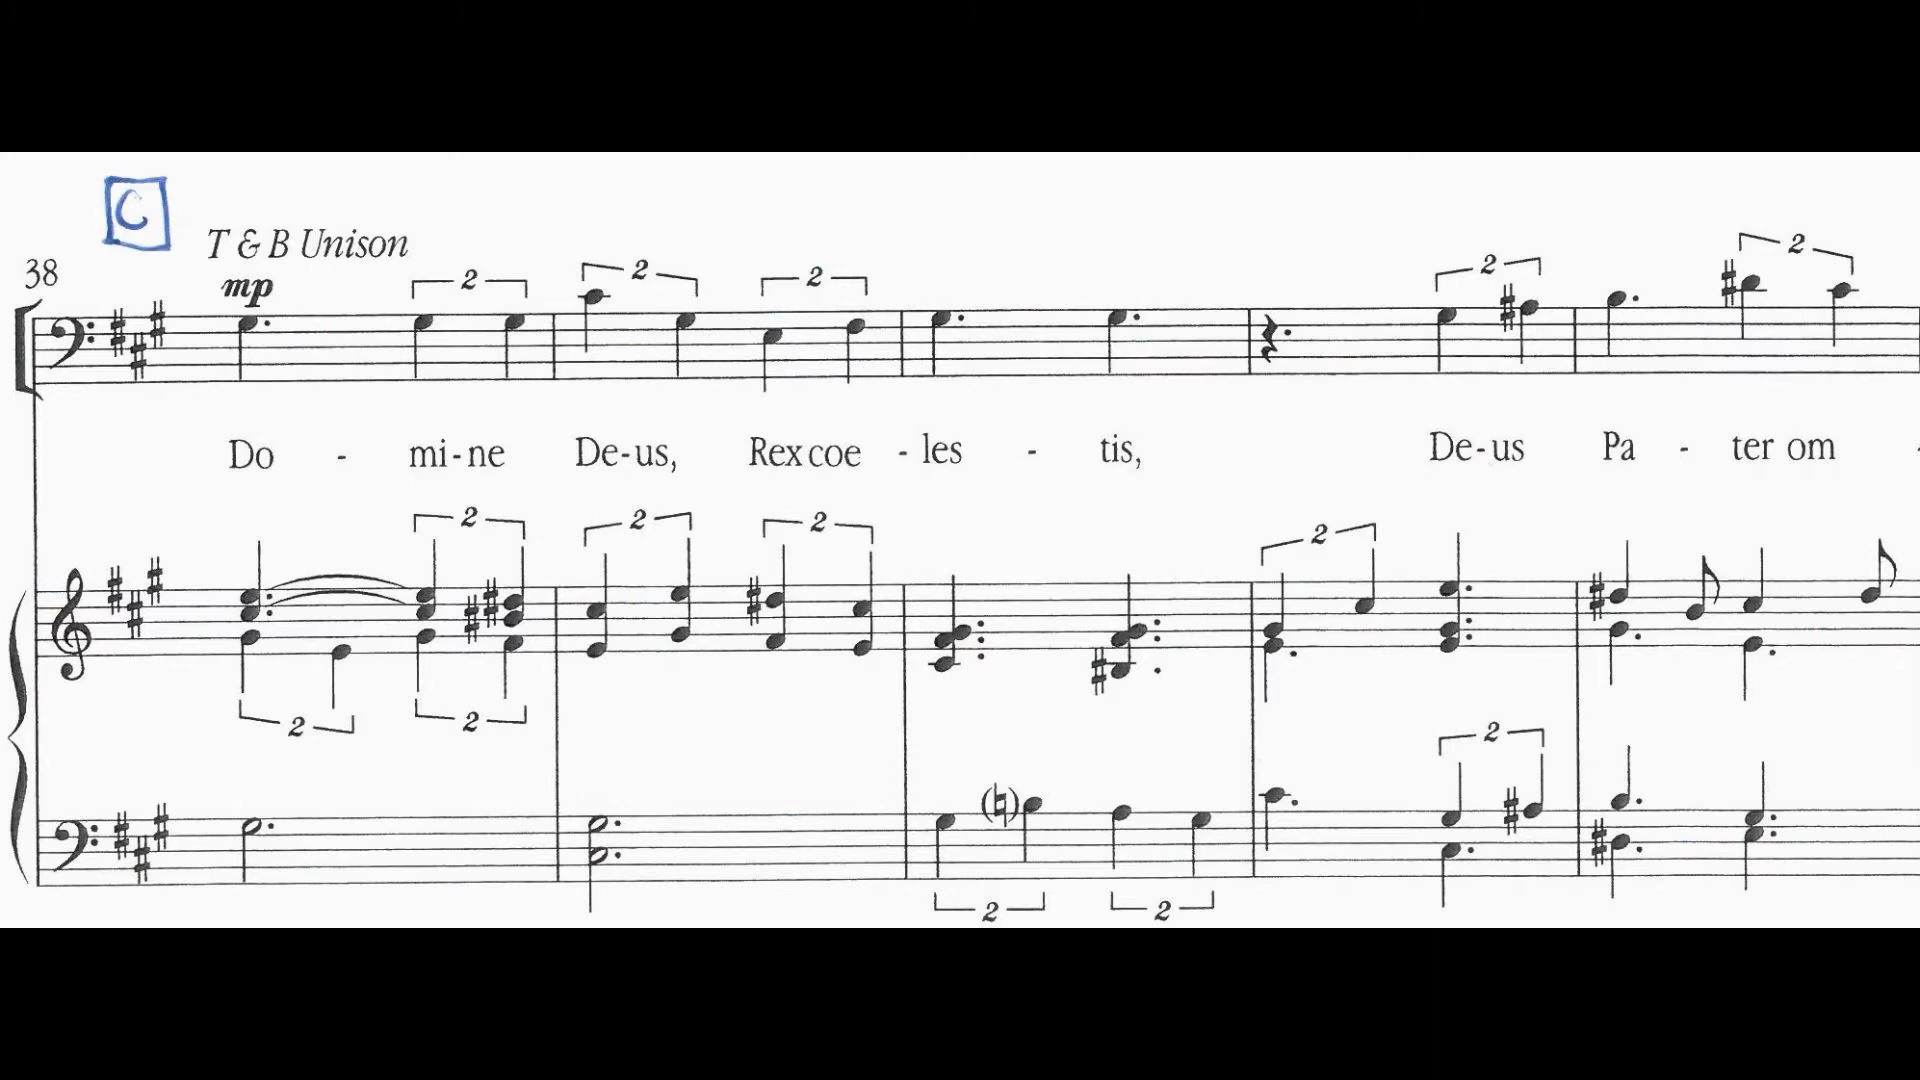 C
T & B Unison
38
mp
2 2 2 2 2
Do - mi-ne De-us, Rex coe - les - tis, De-us Pa - ter om -
2 2 2 2
2 2
2
2 2